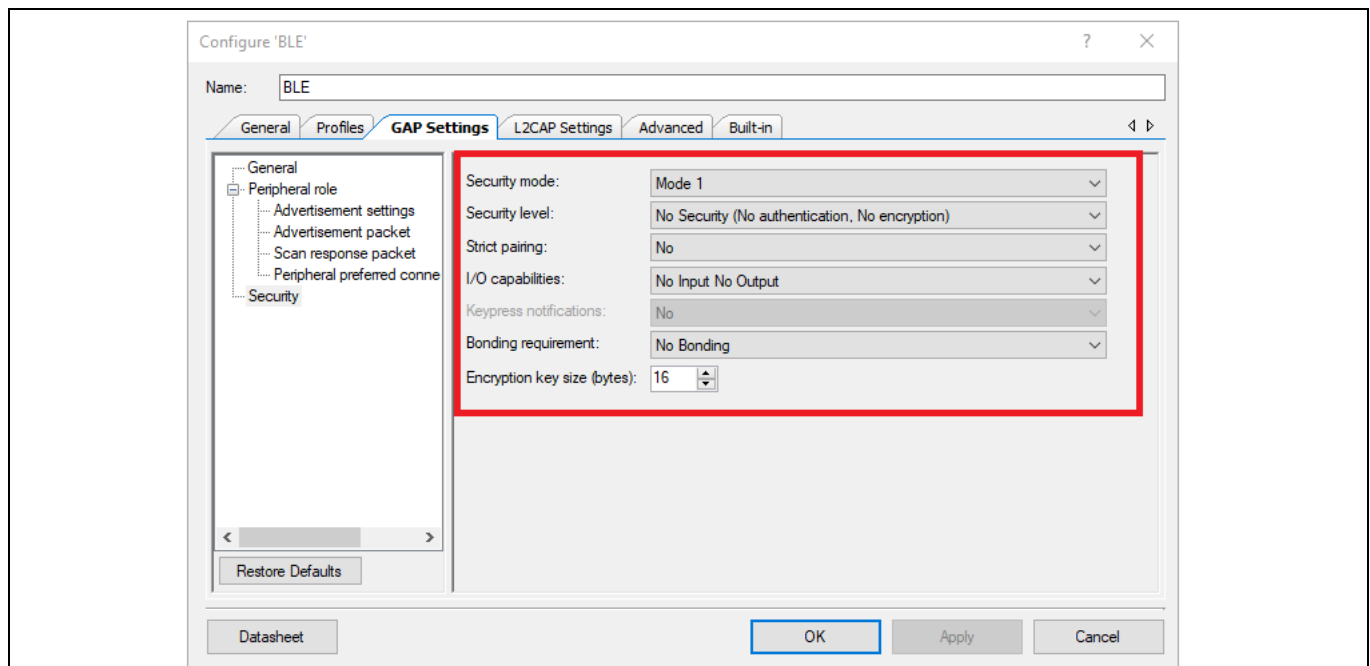 Configure 'BLE'
Name: BLE
General Profiles GAP Settings L2CAP Settings Advanced Built-in
General
Peripheral role
Advertisement settings
Advertisement packet
Scan response packet
Peripheral preferred conne
Security
Restore Defaults
Security mode: Mode 1
Security level: No Security (No authentication, No encryption)
Strict pairing: No
I/O capabilities: No Input No Output
Keypress notifications: No
Bonding requirement: No Bonding
Encryption key size (bytes): 16
Datasheet OK Apply Cancel